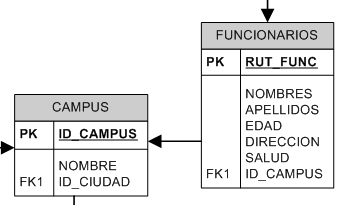 FUNCIONARIOS
PK RUT_FUNC
NOMBRES
APELLIDOS
EDAD
DIRECCION
SALUD
FK1 ID_CAMPUS
CAMPUS
PK ID_CAMPUS
NOMBRE
FK1 ID_CIUDAD